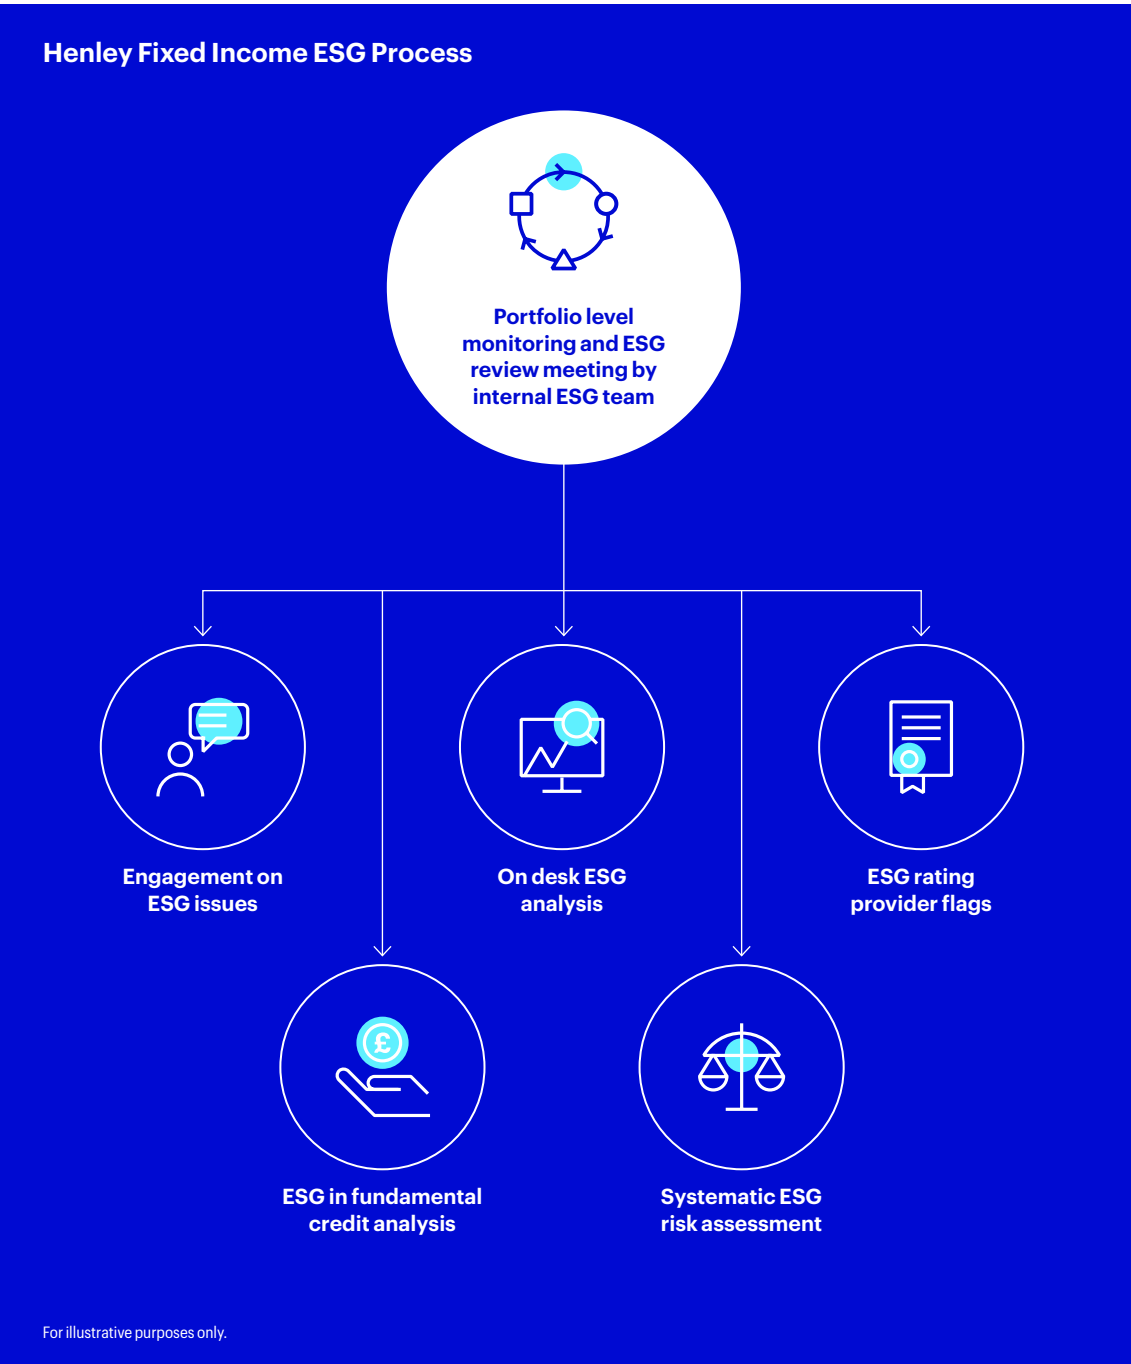 Henley Fixed Income ESG Process
Portfolio level
monitoring and ESG
review meeting by
internal ESG team
Engagement on
ESG issues
On desk ESG
analysis
ESG rating
provider flags
£
ESG in fundamental
credit analysis
Systematic ESG
risk assessment
For illustrative purposes only.